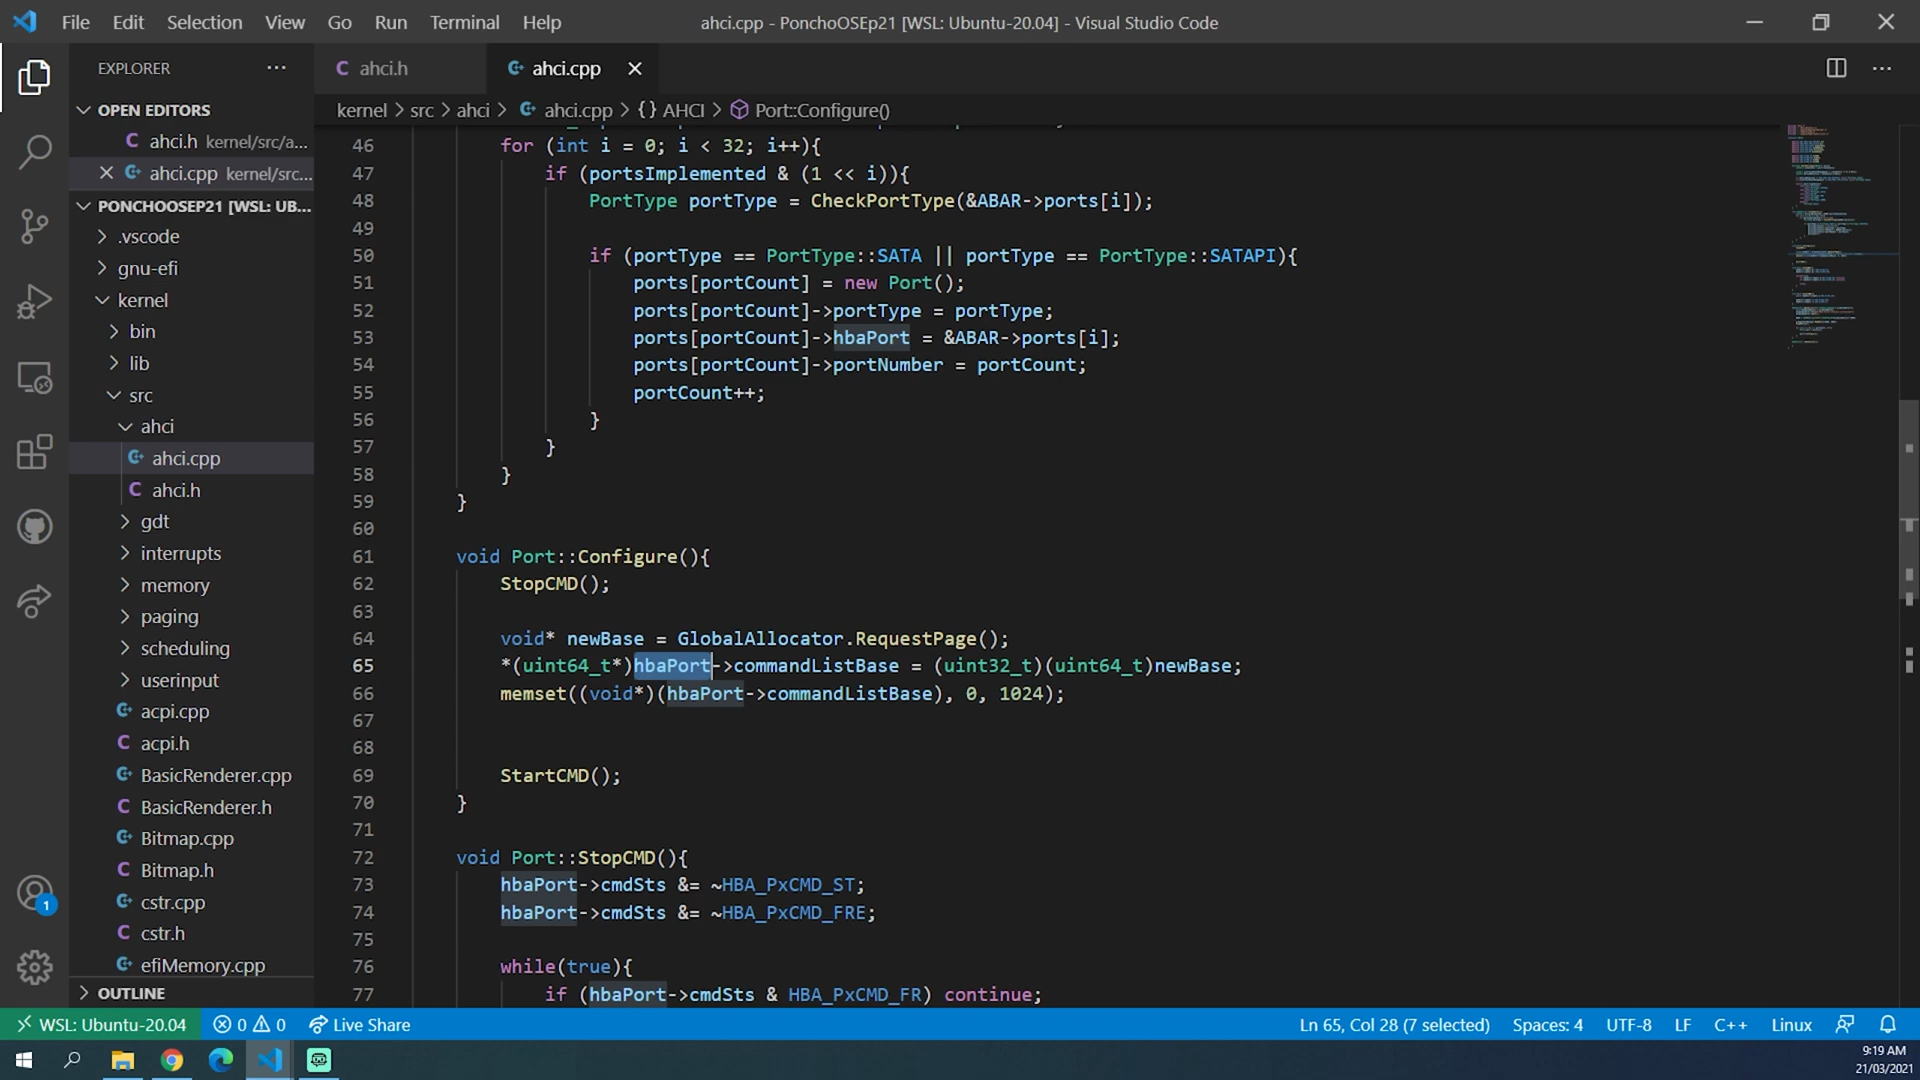 File Edit Selection View Go Run Terminal Help
ahci.cpp - PonchoOSEp21 [WSL: Ubuntu-20.04] - Visual Studio Code
EXPLORER
OPEN EDITORS
ahci.h kernel/src/a...
ahci.cpp kernel/src...
PONCHOOSEP21 [WSL: UB...
.vscode
gnu-efi
kernel
bin
lib
src
ahci
ahci.cpp
ahci.h
gdt
interrupts
memory
paging
scheduling
userinput
acpi.cpp
acpi.h
BasicRenderer.cpp
BasicRenderer.h
Bitmap.cpp
Bitmap.h
cstr.cpp
cstr.h
efiMemory.cpp
OUTLINE
1
ahci.h
ahci.cpp
kernel > src > ahci > ahci.cpp > {} AHCI > Port::Configure()
46 for (int i = 0; i < 32; i++){
47 if (portsImplemented & (1 << i)){
48 PortType portType = CheckPortType(&ABAR->ports[i]);
49
50 if (portType == PortType::SATA || portType == PortType::SATAPI){
51 ports[portCount] = new Port();
52 ports[portCount]->portType = portType;
53 ports[portCount]->hbaPort = &ABAR->ports[i];
54 ports[portCount]->portNumber = portCount;
55 portCount++;
56 }
57 }
58 }
59 }
60
61 void Port::Configure(){
62 StopCMD();
63
64 void* newBase = GlobalAllocator.RequestPage();
65 *(uint64_t*)hbaPort->commandListBase = (uint32_t)(uint64_t)newBase;
66 memset((void*)(hbaPort->commandListBase), 0, 1024);
67
68
69 StartCMD();
70 }
71
72 void Port::StopCMD(){
73 hbaPort->cmdSts &= ~HBA_PxCMD_ST;
74 hbaPort->cmdSts &= ~HBA_PxCMD_FRE;
75
76 while(true){
77 if (hbaPort->cmdSts & HBA_PxCMD_FR) continue;
WSL: Ubuntu-20.04 0 0 Live Share Ln 65, Col 28 (7 selected) Spaces: 4 UTF-8 LF C++ Linux
9:19 AM
21/03/2021